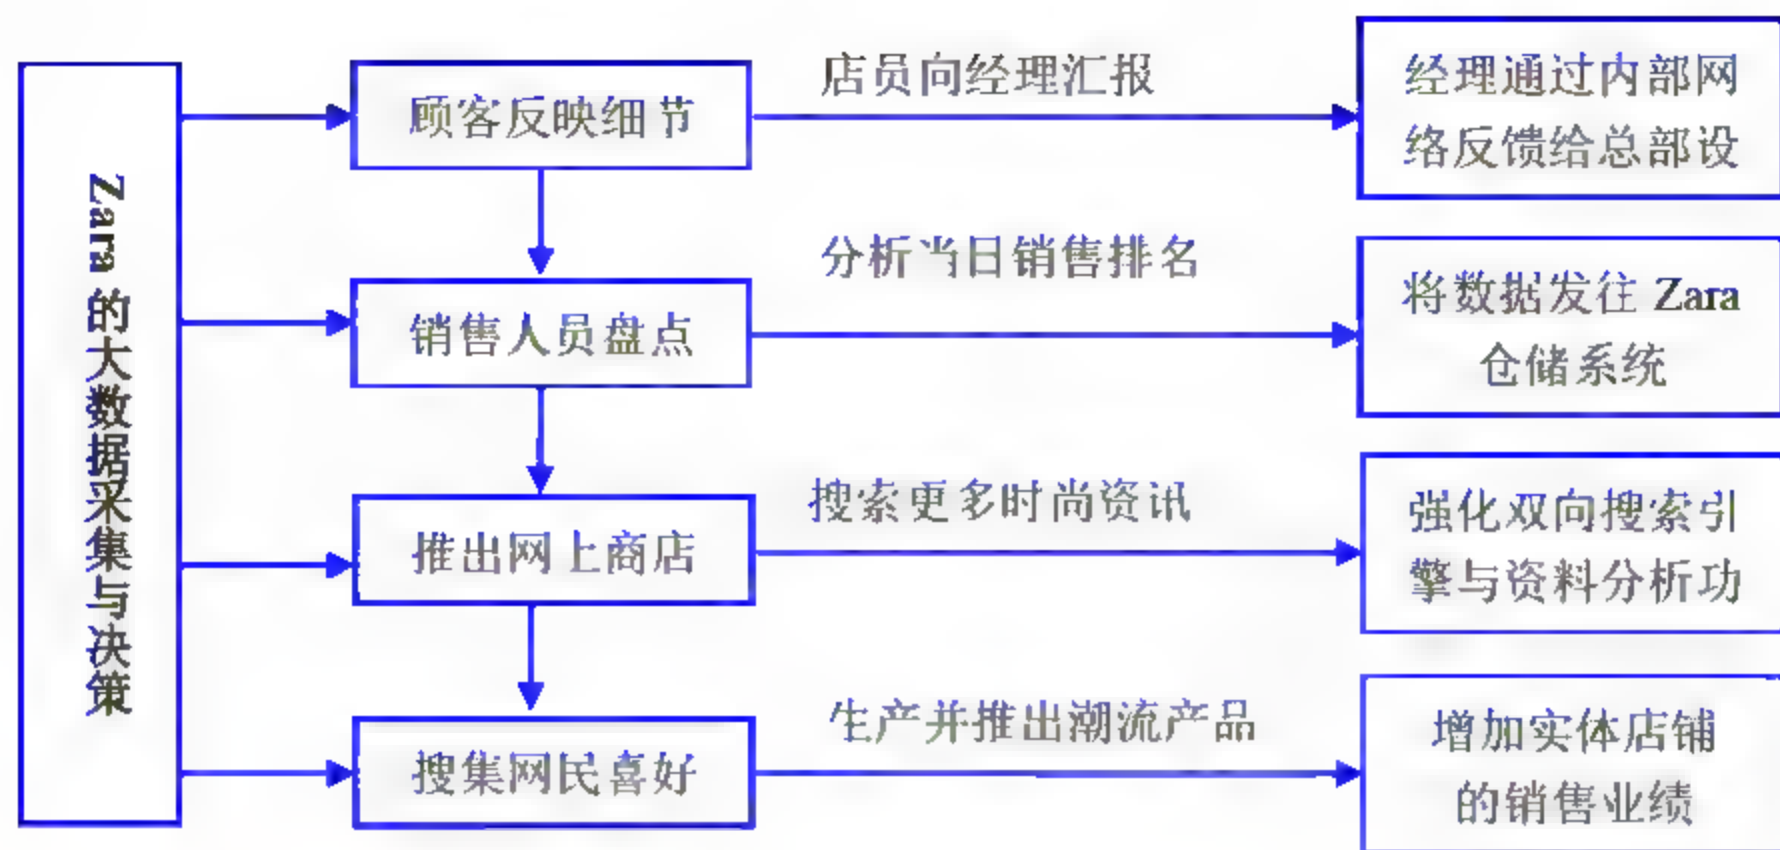 Zara 的大数据采集与决策
顾客反映细节
店员向经理汇报
经理通过内部网
络反馈给总部设
销售人员盘点
分析当日销售排名
将数据发往 Zara
仓储系统
推出网上商店
搜索更多时尚资讯
强化双向搜索引
擎与资料分析功
搜集网民喜好
生产并推出潮流产品
增加实体店铺
的销售业绩